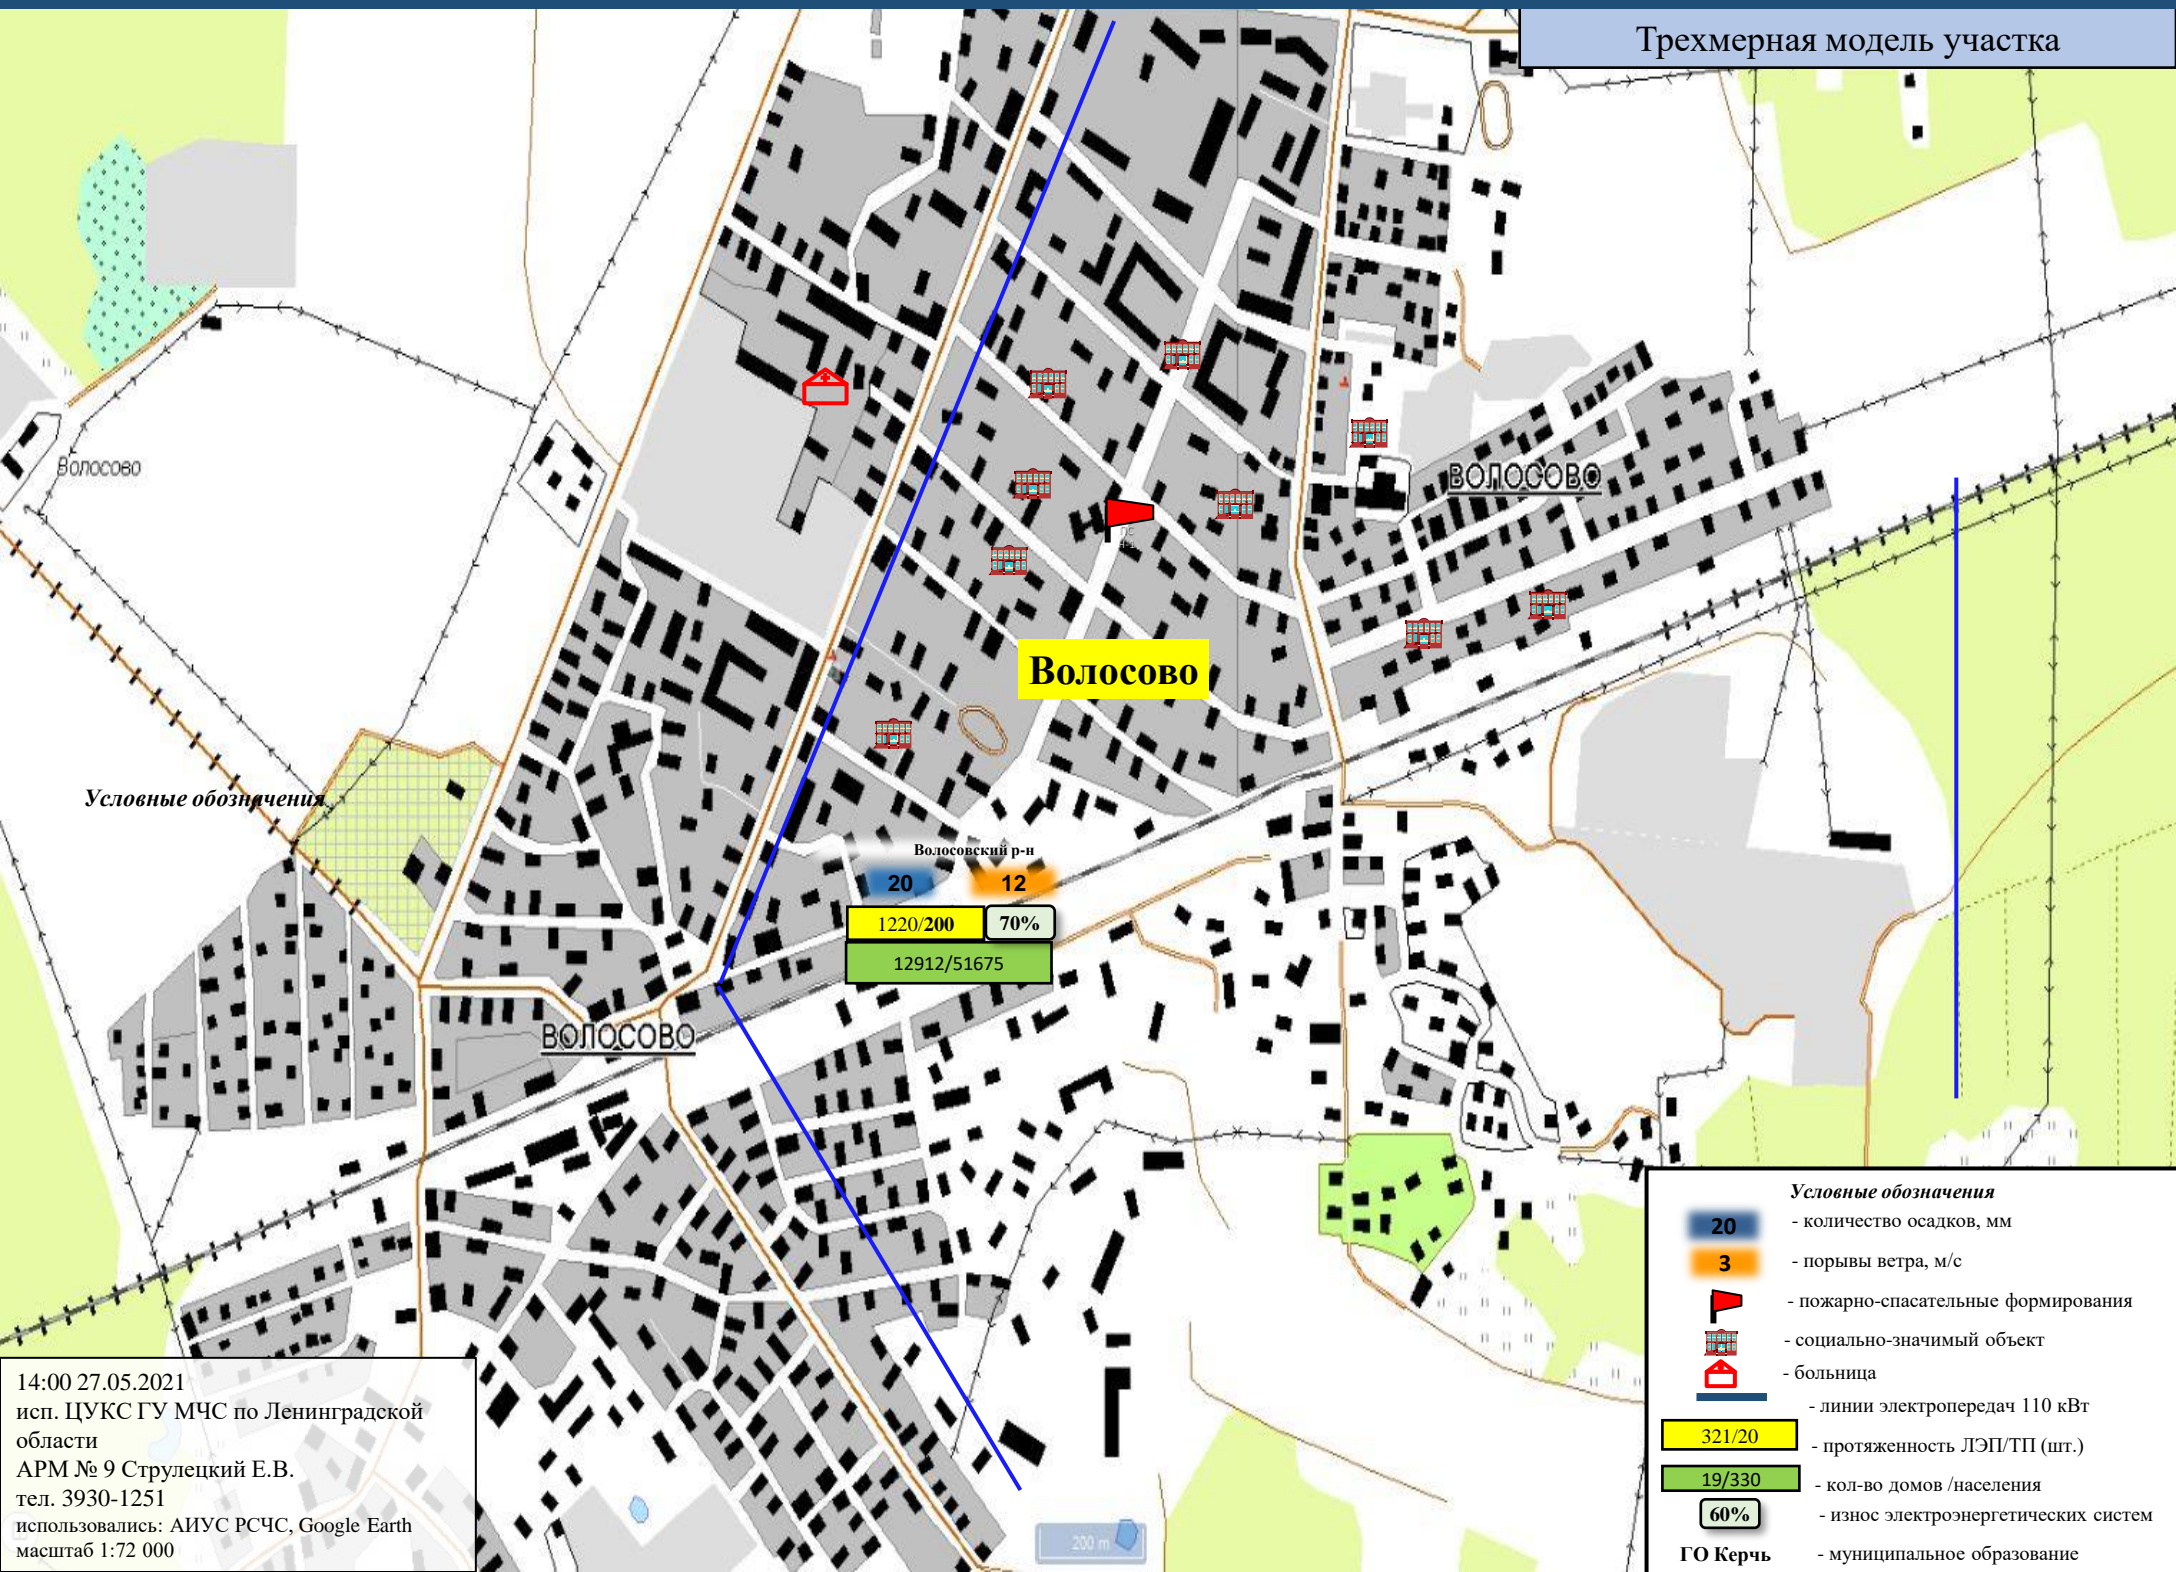 Трехмерная модель участка
Волосово
ВОЛОСОВО
Волосово
Условные обозначения
Волосовский р-н
20 12
1220/200 70%
12912/51675
ВОЛОСОВО
14:00 27.05.2021
исп. ЦУКС ГУ МЧС по Ленинградской
области
АРМ № 9 Струлецкий Е.В.
тел. 3930-1251
использовались: АИУС РСЧС, Google Earth
масштаб 1:72 000
200 m
Условные обозначения
20 - количество осадков, мм
3 - порывы ветра, м/с
- пожарно-спасательные формирования
- социально-значимый объект
- больница
- линии электропередач 110 кВт
321/20 - протяженность ЛЭП/ТП (шт.)
19/330 - кол-во домов /населения
60% - износ электроэнергетических систем
ГО Керчь - муниципальное образование